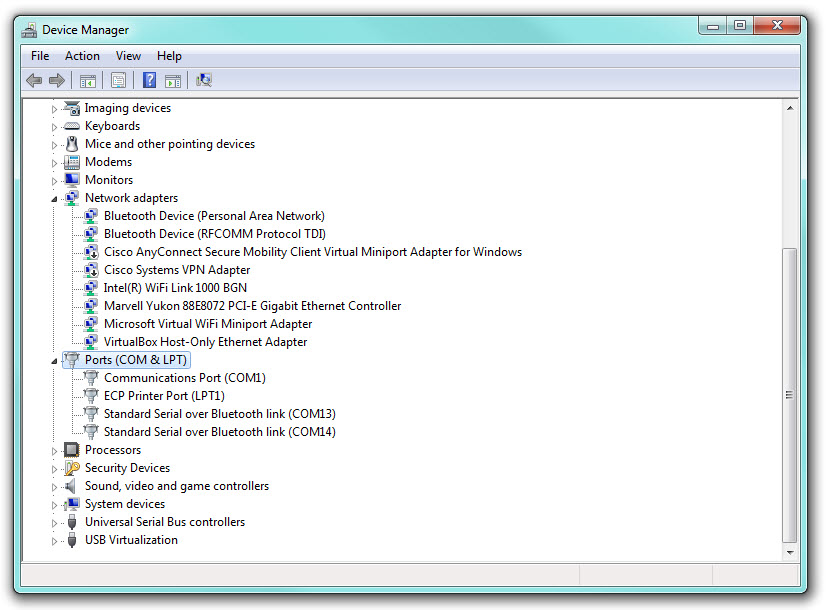 Device Manager
File Action View Help
Imaging devices
Keyboards
Mice and other pointing devices
Modems
Monitors
Network adapters
Bluetooth Device (Personal Area Network)
Bluetooth Device (RFCOMM Protocol TDI)
Cisco AnyConnect Secure Mobility Client Virtual Miniport Adapter for Windows
Cisco Systems VPN Adapter
Intel(R) WiFi Link 1000 BGN
Marvell Yukon 88E8072 PCI-E Gigabit Ethernet Controller
Microsoft Virtual WiFi Miniport Adapter
VirtualBox Host-Only Ethernet Adapter
Ports (COM & LPT)
Communications Port (COM1)
ECP Printer Port (LPT1)
Standard Serial over Bluetooth link (COM13)
Standard Serial over Bluetooth link (COM14)
Processors
Security Devices
Sound, video and game controllers
System devices
Universal Serial Bus controllers
USB Virtualization